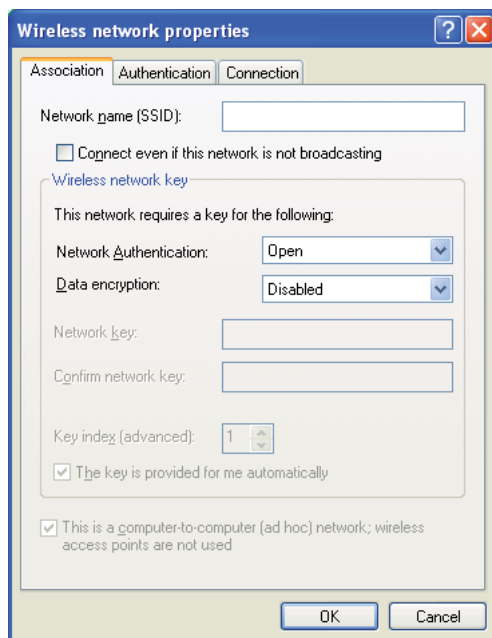 Wireless network properties
Association Authentication Connection
Network name (SSID):
Connect even if this network is not broadcasting
Wireless network key
This network requires a key for the following:
Network Authentication: Open
Data encryption: Disabled
Network key:
Confirm network key:
Key index (advanced): 1
The key is provided for me automatically
This is a computer-to-computer (ad hoc) network; wireless
access points are not used
OK Cancel